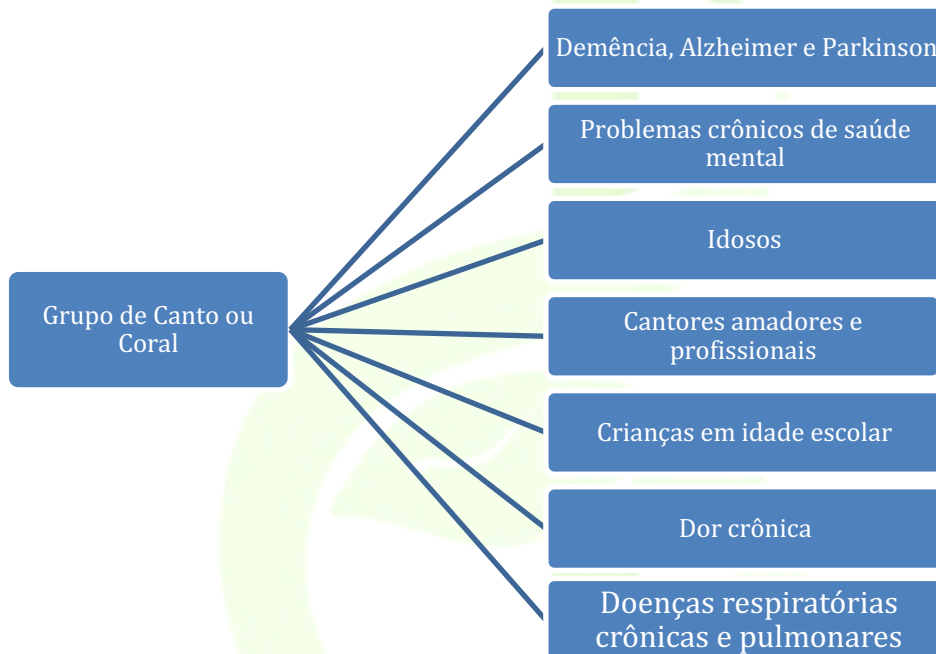 Demência, Alzheimer e Parkinson
Problemas crônicos de saúde
mental
Idosos
Grupo de Canto ou
Coral
Cantores amadores e
profissionais
Crianças em idade escolar
Dor crônica
Doenças respiratórias
crônicas e pulmonares